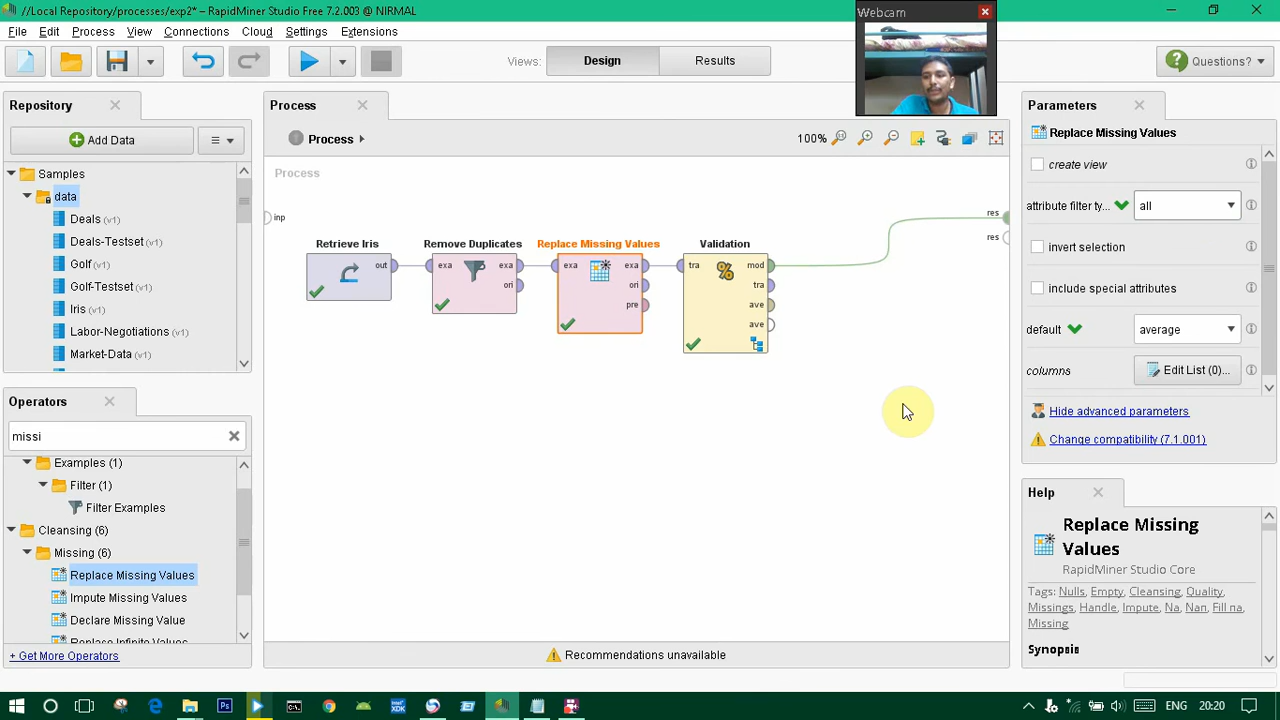 //Local Repository/processes/exp2* – RapidMiner Studio Free 7.2.003 @ NIRMAL
Webcam
File Edit Process View Connections Cloud Settings Extensions
Views: Design Results
Questions?
Repository
Process
Parameters
Add Data
Process
100%
Replace Missing Values
Samples
data
Deals (v1)
Deals-Testset (v1)
Golf (v1)
Golf-Testset (v1)
Iris (v1)
Labor-Negotiations (v1)
Market-Data (v1)
Process
inp
res
res
Retrieve Iris
out
Remove Duplicates
exa exa
ori
Replace Missing Values
exa exa
ori
pre
Validation
tra mod
tra
ave
ave
create view
attribute filter ty... all
invert selection
include special attributes
default average
columns Edit List (0)...
Hide advanced parameters
Change compatibility (7.1.001)
Operators
missi
Examples (1)
Filter (1)
Filter Examples
Cleansing (6)
Missing (6)
Replace Missing Values
Impute Missing Values
Declare Missing Value
Replace Infinite Values
+ Get More Operators
Recommendations unavailable
Help
Replace Missing
Values
RapidMiner Studio Core
Tags: Nulls, Empty, Cleansing, Quality,
Missings, Handle, Impute, Na, Nan, Fill na,
Missing
Synopsis
XDK
ENG 20:20